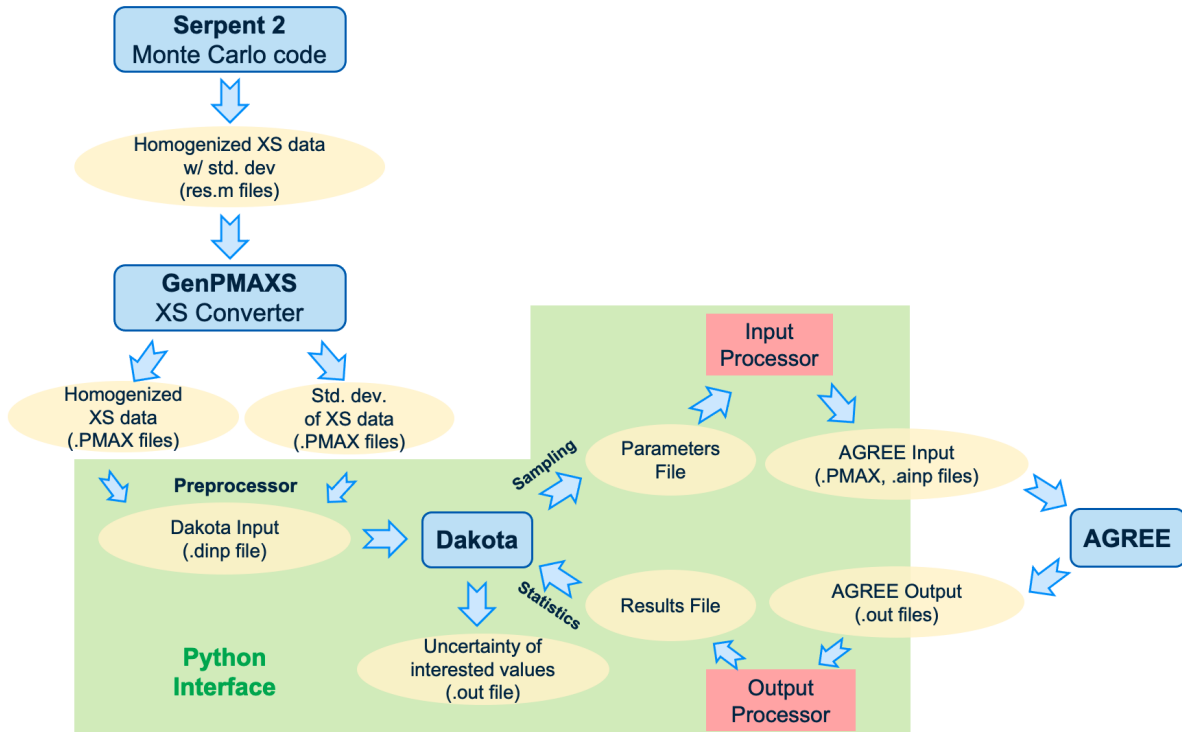 Serpent 2
Monte Carlo code
Homogenized XS data
w/ std. dev
(res.m files)
GenPMAXS
XS Converter
Homogenized
XS data
(.PMAX files)
Std. dev.
of XS data
(.PMAX files)
Preprocessor
Dakota Input
(.dinp file)
Dakota
Sampling
Parameters
File
Input
Processor
AGREE Input
(.PMAX, .ainp files)
AGREE
AGREE Output
(.out files)
Output
Processor
Results File
Statistics
Uncertainty of
interested values
(.out file)
Python
Interface